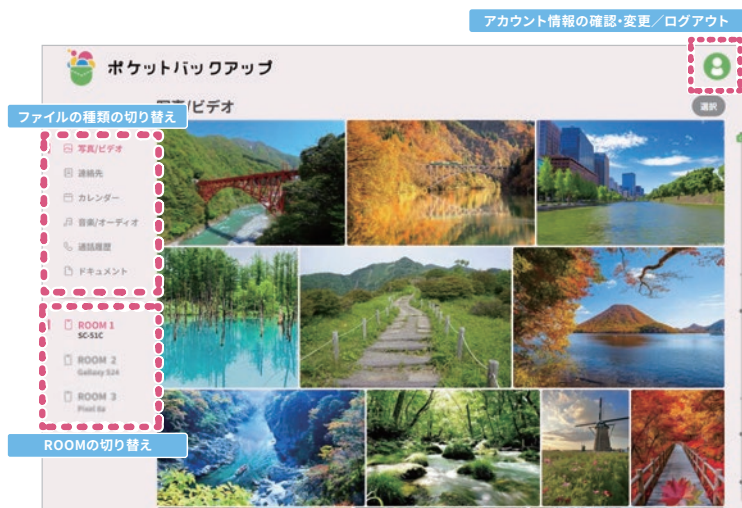 アカウント情報の確認・変更／ログアウト
ポケットバックアップ
写真/ビデオ
選択
ファイルの種類の切り替え
写真/ビデオ
連絡先
カレンダー
音楽/オーディオ
通話履歴
ドキュメント
ROOM 1
SC-51C
ROOM 2
Gallaxy S24
ROOM 3
Pixel 6a
ROOMの切り替え